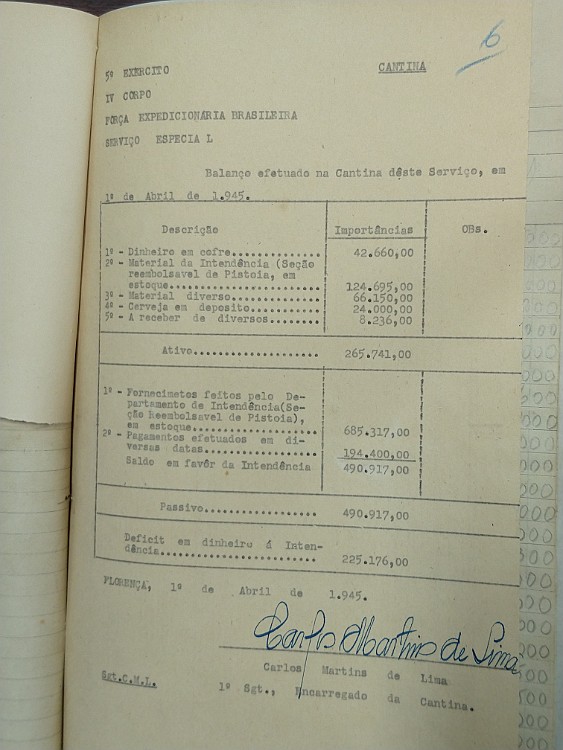 6
5º EXERCITO CANTINA
IV CORPO
FORÇA EXPEDICIONÁRIA BRASILEIRA
SERVIÇO ESPECIA L
Balanço efetuado na Cantina dêste Serviço, em
1º de Abril de 1.945.
Descrição Importâncias OBs.
1º - Dinheiro em cofre.................. 42.660,00
2º - Material da Intendência (Seção
reembolsavel de Pistoia, em
estoque.............................. 124.695,00
3º - Material diverso................... 66.150,00
4º - Cerveja em deposito............... 24.000,00
5º - A receber de diversos............ 8.236,00
Ativo........................ 265.741,00
1º - Fornecimetos feitos pelo De-
partamento de Intendência(Se-
ção Reembolsavel de Pistoia),
em estoque........................ 685.317,00
2º - Pagamentos efetuados em di-
versas datas...................... 194.400,00
Saldo em favôr da Intendência 490.917,00
Passivo..................... 490.917,00
Deficit em dinheiro á Inten-
dência............................ 225.176,00
FLORENÇA, 1º de Abril de 1.945.
Carlos Martins de Lima
Carlos Martins de Lima
Sgt.C.M.L. 1º Sgt., Encarregado da Cantina.